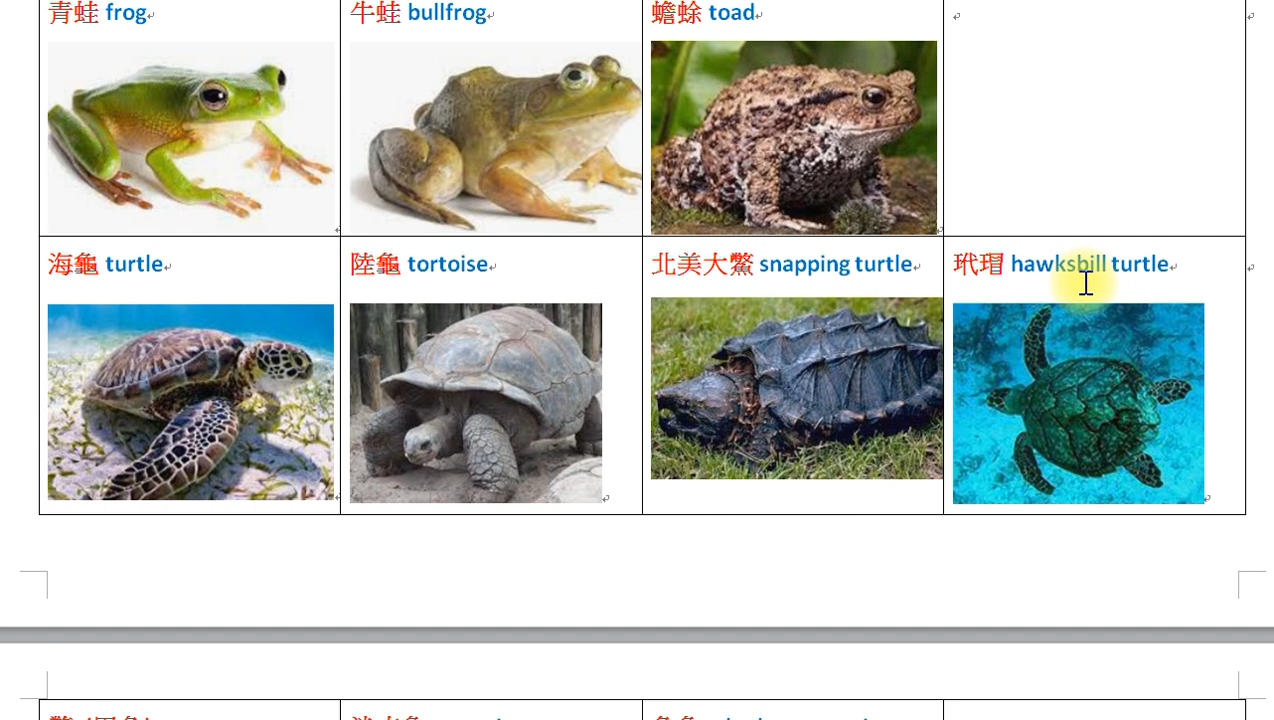 青蛙 frog
牛蛙 bullfrog
蟾蜍 toad
海龜 turtle
陸龜 tortoise
北美大鱉 snapping turtle
玳瑁 hawksbill turtle